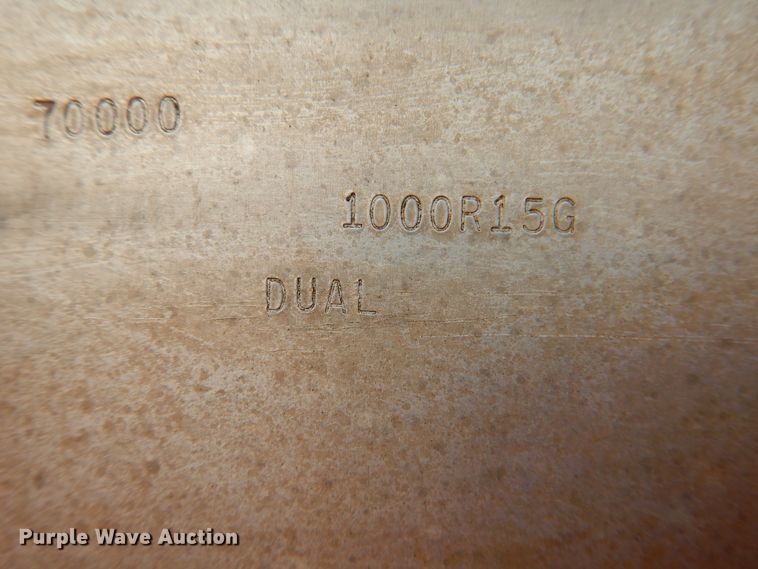 70000
1000R15G
DUAL
Purple Wave Auction